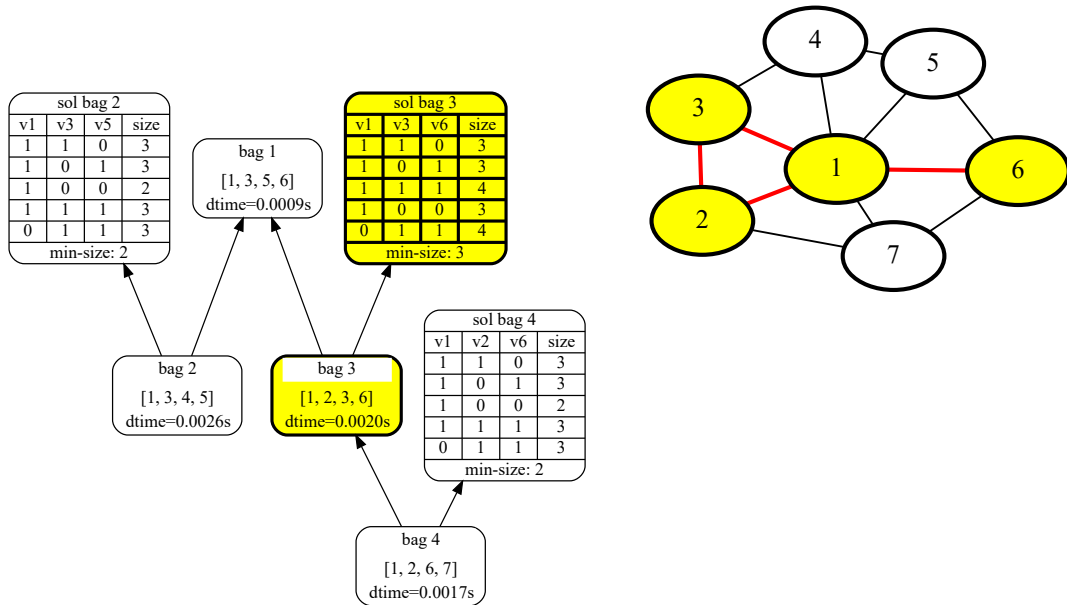 sol bag 2
v1 v3 v5 size
1 1 0 3
1 0 1 3
1 0 0 2
1 1 1 3
0 1 1 3
min-size: 2
bag 1
[1, 3, 5, 6]
dtime=0.0009s
sol bag 3
v1 v3 v6 size
1 1 0 3
1 0 1 3
1 1 1 4
1 0 0 3
0 1 1 4
min-size: 3
bag 2
[1, 3, 4, 5]
dtime=0.0026s
bag 3
[1, 2, 3, 6]
dtime=0.0020s
sol bag 4
v1 v2 v6 size
1 1 0 3
1 0 1 3
1 0 0 2
1 1 1 3
0 1 1 3
min-size: 2
bag 4
[1, 2, 6, 7]
dtime=0.0017s
4
5
3
1
6
2
7